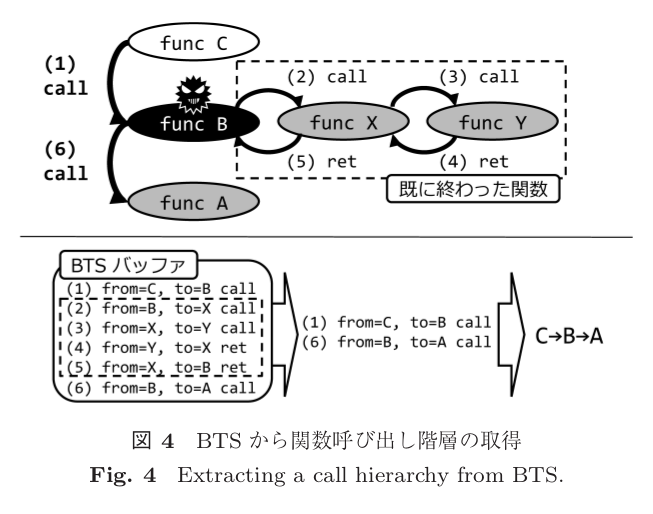 func C
(1)
call
(2) call
(3) call
func B
func X
func Y
(6)
call
(5) ret
(4) ret
既に終わった関数
func A
BTS バッファ
(1) from=C, to=B call
(2) from=B, to=X call
(3) from=X, to=Y call
(4) from=Y, to=X ret
(5) from=X, to=B ret
(6) from=B, to=A call
(1) from=C, to=B call
(6) from=B, to=A call
C→B→A
図 4 BTS から関数呼び出し階層の取得
Fig. 4 Extracting a call hierarchy from BTS.